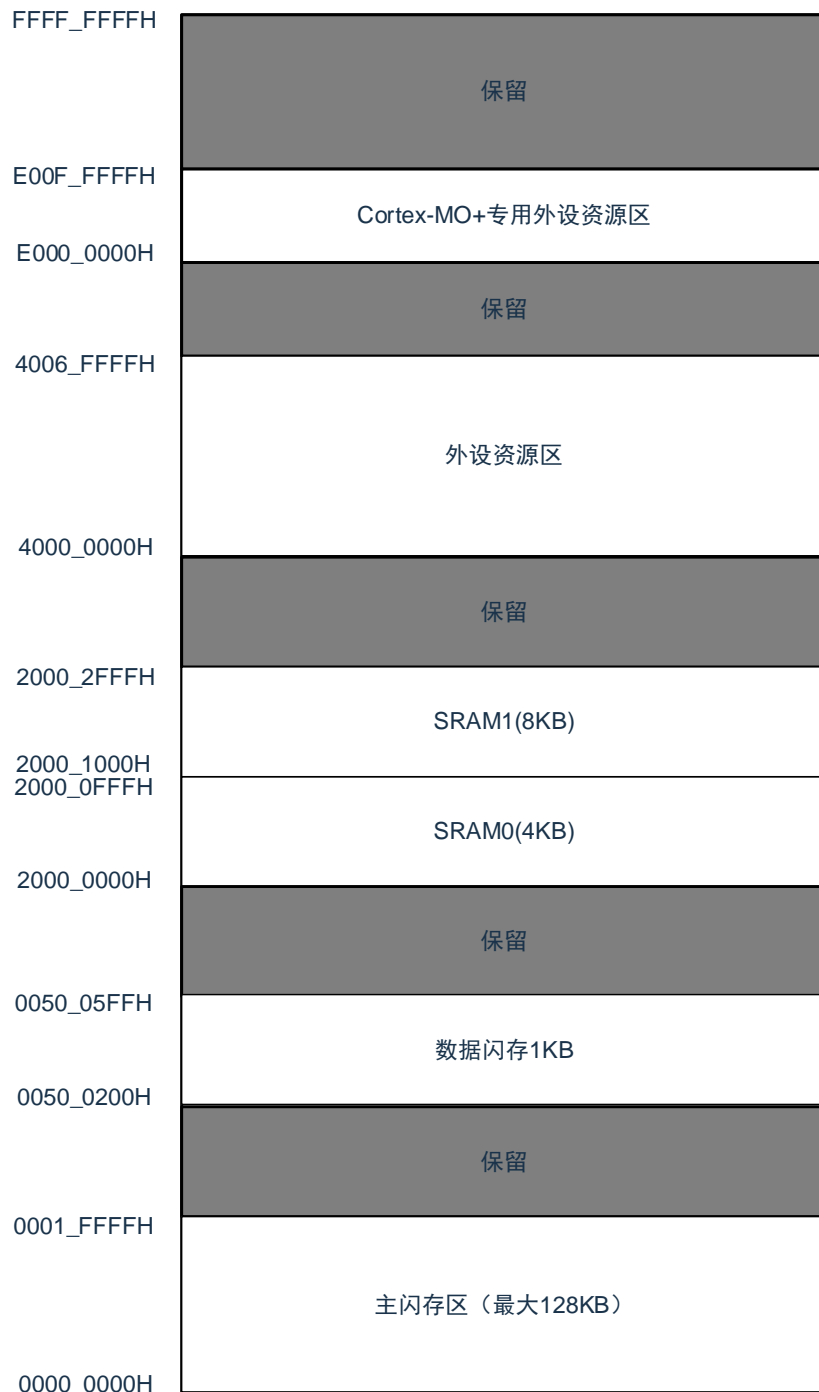 FFFF_FFFFH
保留
E00F_FFFFH
Cortex-MO+专用外设资源区
E000_0000H
保留
4006_FFFFH
外设资源区
4000_0000H
保留
2000_2FFFH
SRAM1(8KB)
2000_1000H
2000_0FFFH
SRAM0(4KB)
2000_0000H
保留
0050_05FFH
数据闪存1KB
0050_0200H
保留
0001_FFFFH
主闪存区（最大128KB）
0000_0000H